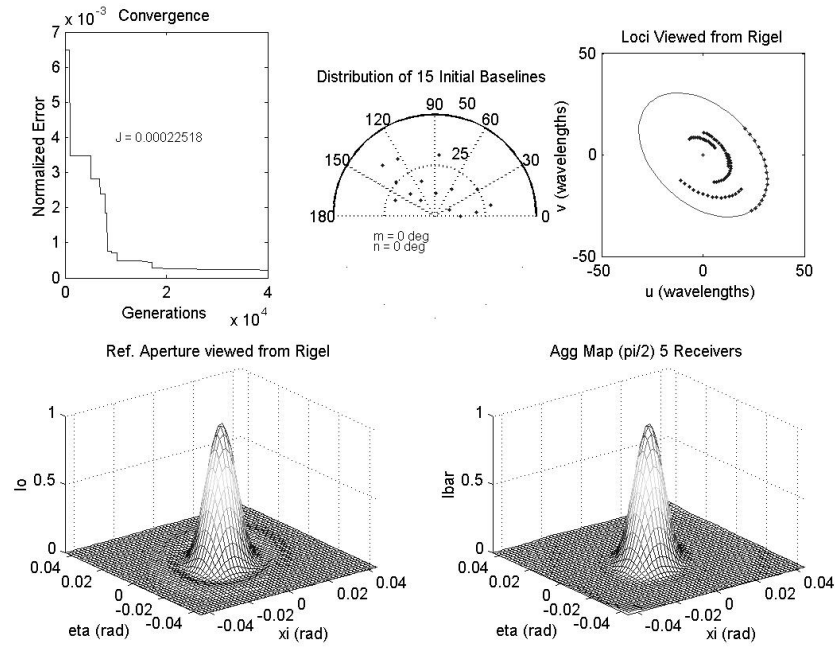 x 10^-3
Convergence
7
6
5
4
3
2
1
0
Normalized Error
J = 0.00022518
0
2
4
Generations
x 10^4
Distribution of 15 Initial Baselines
90
50
120
60
25
150
30
180
0
m = 0 deg
n = 0 deg
Loci Viewed from Rigel
50
0
-50
v (wavelengths)
-50
0
50
u (wavelengths)
Ref. Aperture viewed from Rigel
1
0.5
0
Io
0.04
0.02
0
-0.02
-0.04
eta (rad)
-0.04
-0.02
0
0.02
0.04
xi (rad)
Agg Map (pi/2) 5 Receivers
1
0.5
0
Ibar
0.04
0.02
0
-0.02
-0.04
eta (rad)
-0.04
-0.02
0
0.02
0.04
xi (rad)